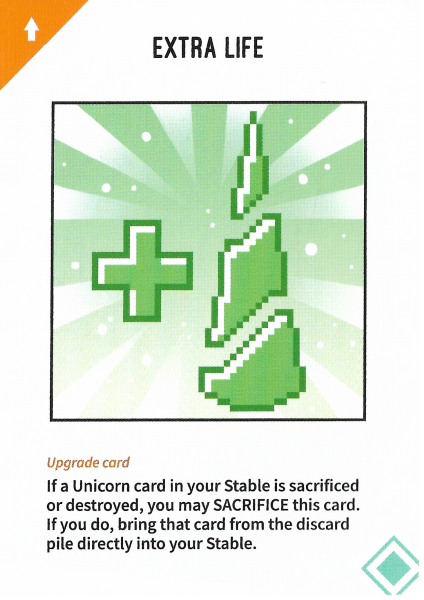 EXTRA LIFE
Upgrade card
If a Unicorn card in your Stable is sacrificed
or destroyed, you may SACRIFICE this card.
If you do, bring that card from the discard
pile directly into your Stable.